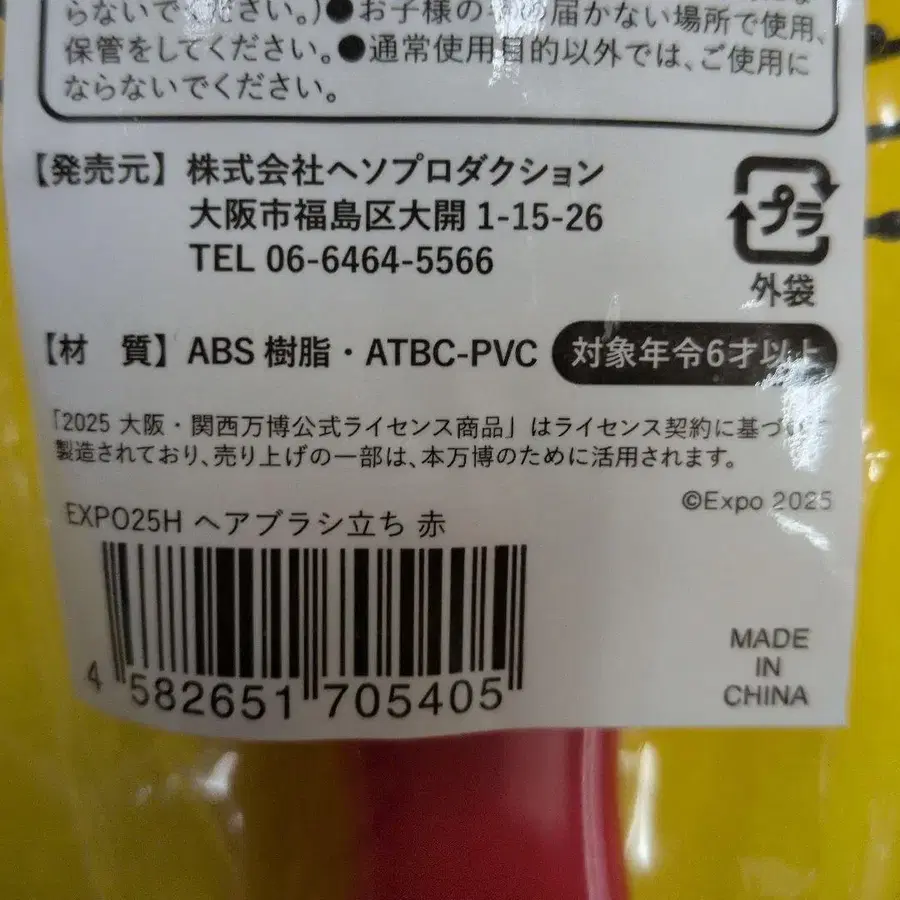 らないでください。)●お子様の手の届かない場所で使用、
保管をしてください。●通常使用目的以外では、ご使用に
ならないでください。
【発売元】株式会社ヘソプロダクション
大阪市福島区大開 1-15-26
TEL 06-6464-5566
プラ
外袋
【材 質】ABS 樹脂・ATBC-PVC
対象年令6才以上
「2025 大阪・関西万博公式ライセンス商品」はライセンス契約に基づいて
製造されており、売り上げの一部は、本万博のために活用されます。
©Expo 2025
EXPO25H ヘアブラシ立ち 赤
4 582651 705405
MADE
IN
CHINA